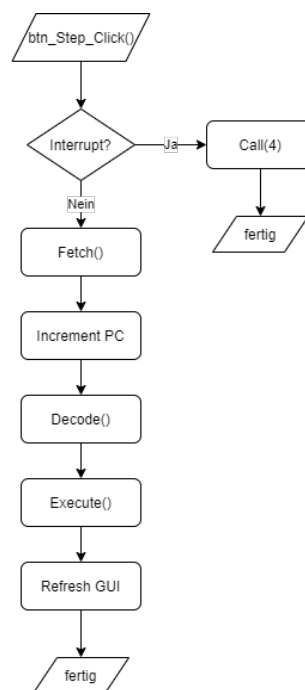 btn_Step_Click()
Interrupt?
Ja
Call(4)
Nein
fertig
Fetch()
Increment PC
Decode()
Execute()
Refresh GUI
fertig